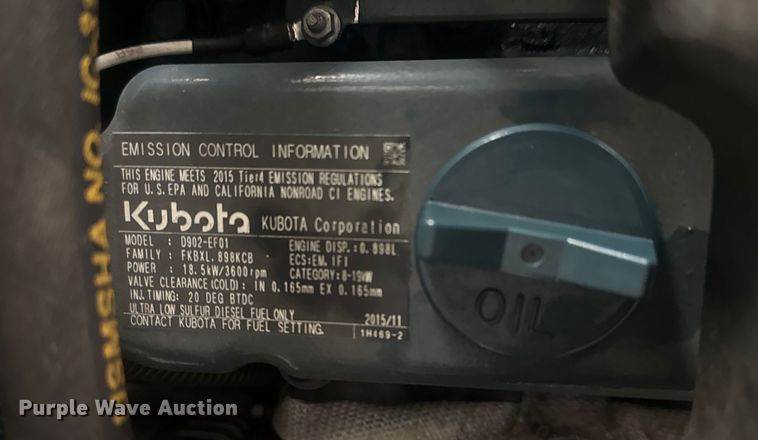 EMISSION CONTROL INFORMATION
THIS ENGINE MEETS 2015 Tier4 EMISSION REGULATIONS
FOR U.S. EPA AND CALIFORNIA NONROAD CI ENGINES.
Kubota KUBOTA Corporation
MODEL : D902-EF01 ENGINE DISP.:0.898L
FAMILY : FKBXL.898KCB ECS:EM,IFI
POWER : 18.5kW/3600rpm CATEGORY:8-19kW
VALVE CLEARANCE(COLD): IN 0.165mm EX 0.165mm
INJ.TIMING: 20 DEG BTDC
ULTRA LOW SULFUR DIESEL FUEL ONLY 2015/11
CONTACT KUBOTA FOR FUEL SETTING. 1H469-2
OIL
Purple Wave Auction